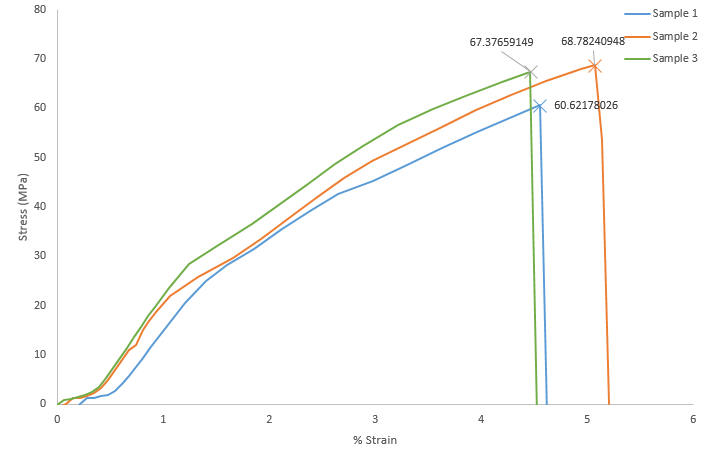 80
70
60
50
40
30
20
10
0
Stress (MPa)
0 1 2 3 4 5 6
% Strain
67.37659149
68.78240948
60.62178026
Sample 1
Sample 2
Sample 3